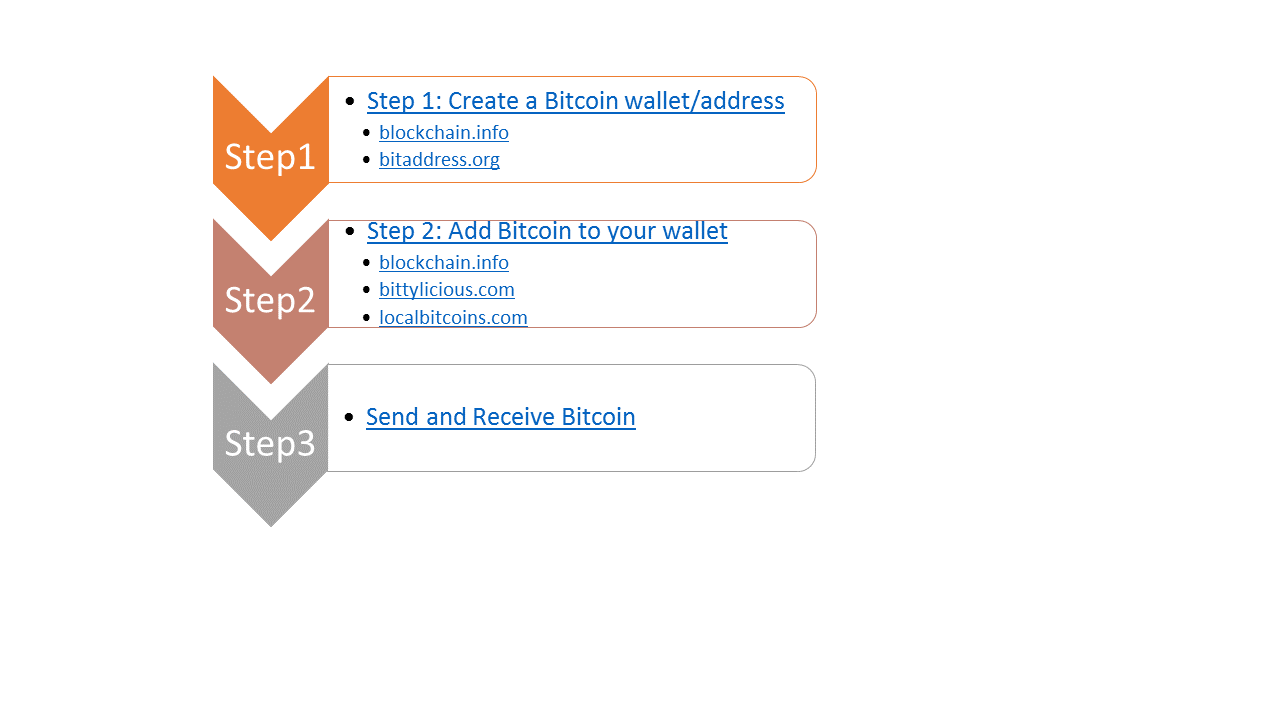 Step1
• Step 1: Create a Bitcoin wallet/address
• blockchain.info
• bitaddress.org
Step2
• Step 2: Add Bitcoin to your wallet
• blockchain.info
• bittylicious.com
• localbitcoins.com
Step3
• Send and Receive Bitcoin